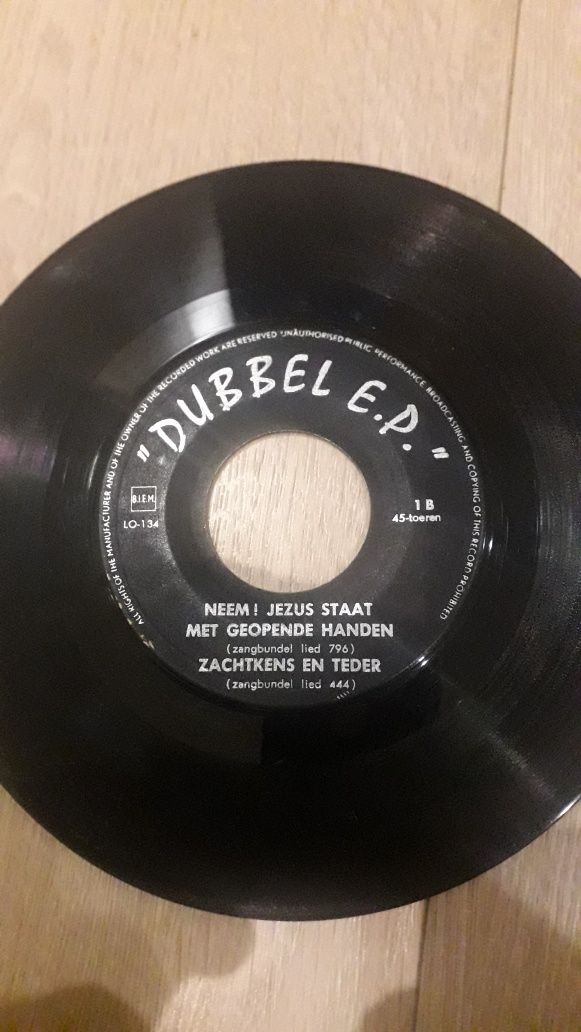 ALL RIGHTS OF THE MANUFACTURER AND OF THE OWNER OF THE RECORDED WORK ARE RESERVED UNAUTHORISED PUBLIC PERFORMANCE BROADCASTING AND COPYING OF THIS RECORD PROHIBITED
"DUBBEL E.P."
B.I.E.M.
LO-134
1 B
45-toeren
NEEM! JEZUS STAAT
MET GEOPENDE HANDEN
(zangbundel lied 796)
ZACHTKENS EN TEDER
(zangbundel lied 444)